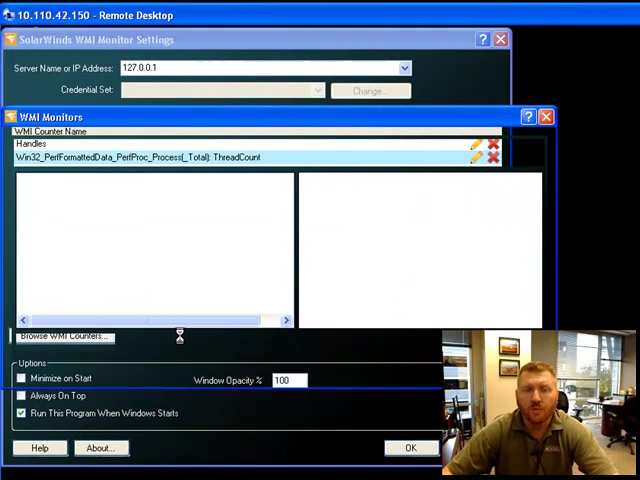 10.110.42.150 - Remote Desktop
SolarWinds WMI Monitor Settings
Server Name or IP Address: 127.0.0.1
Credential Set: Change...
WMI Monitors
WMI Counter Name
Handles
Win32_PerfFormattedData_PerfProc_Process(_Total): ThreadCount
Browse WMI Counters...
Options
Minimize on Start
Window Opacity % 100
Always On Top
Run This Program When Windows Starts
Help About... OK